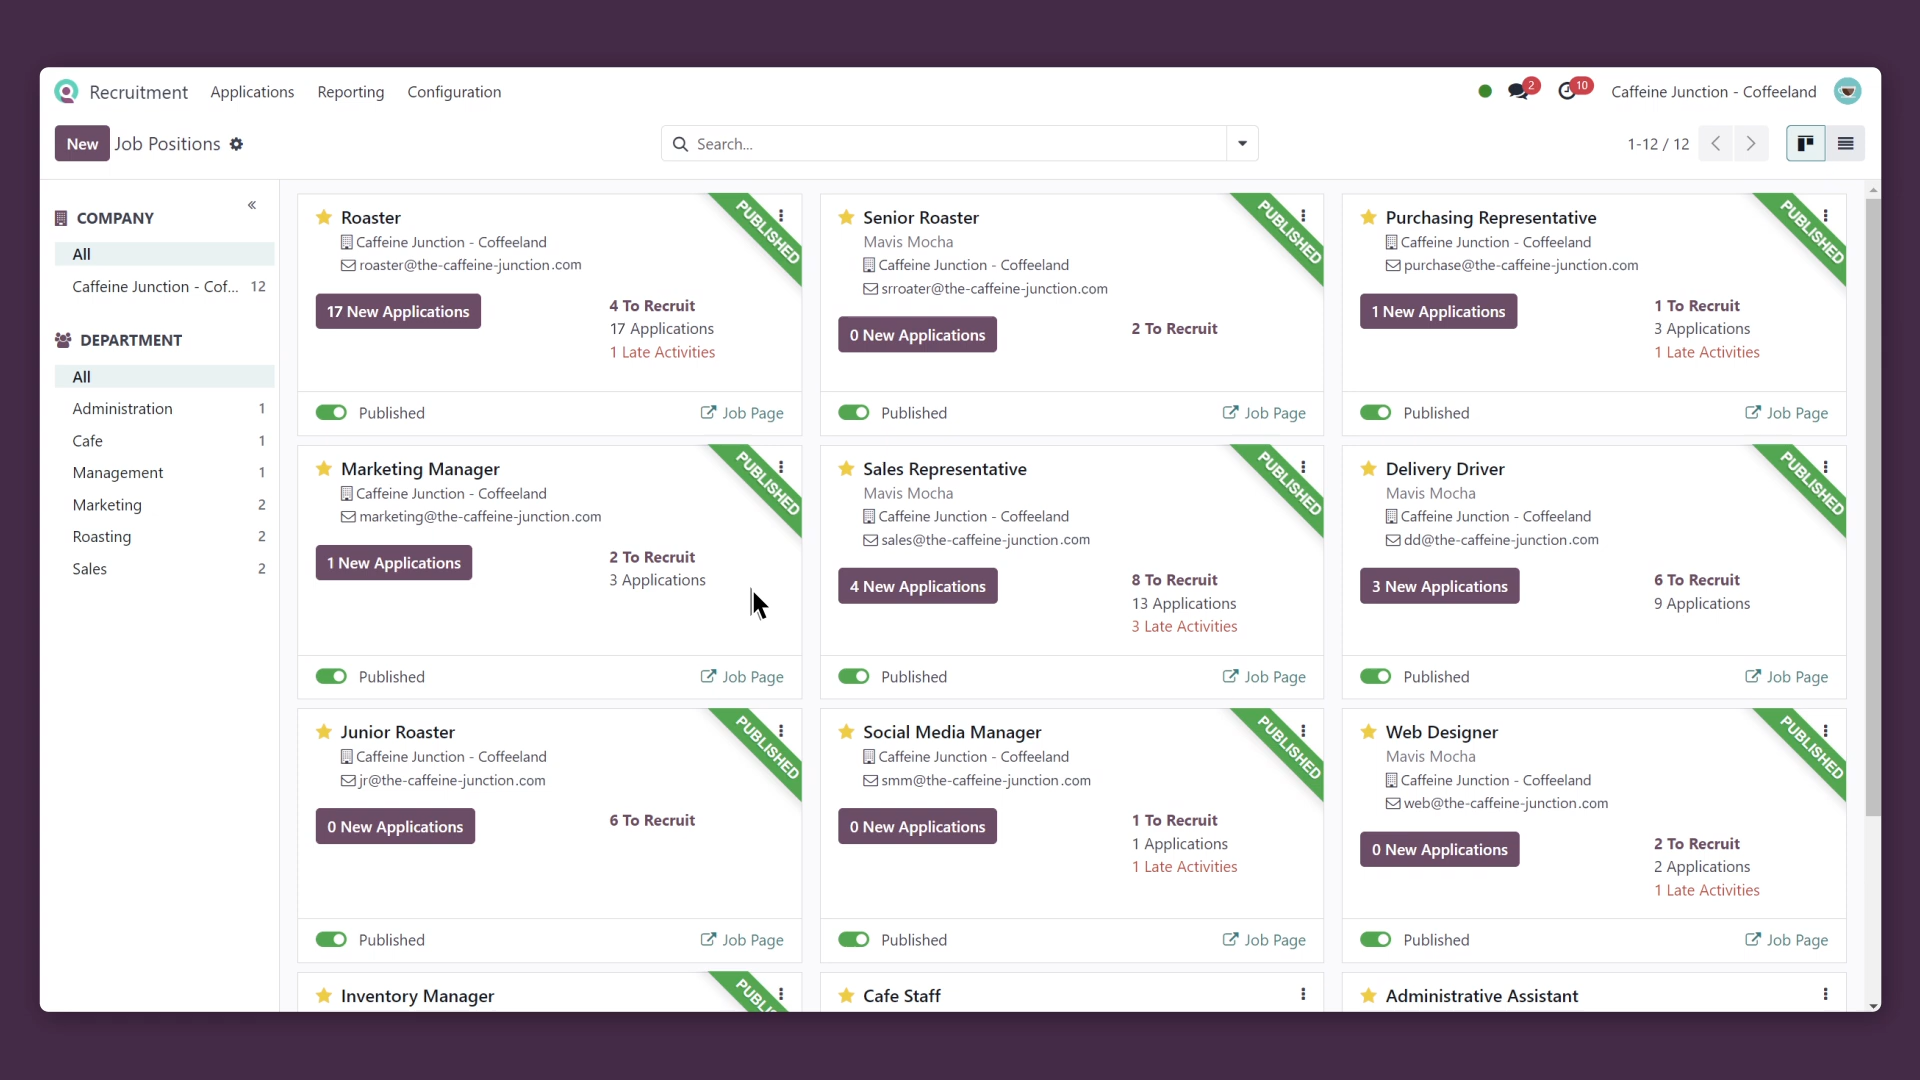 Recruitment Applications Reporting Configuration 2 10 Caffeine Junction - Coffeeland
New Job Positions Search... 1-12 / 12
COMPANY
All
Caffeine Junction - Cof... 12
DEPARTMENT
All
Administration 1
Cafe 1
Management 1
Marketing 2
Roasting 2
Sales 2
Roaster
PUBLISHED
Caffeine Junction - Coffeeland
roaster@the-caffeine-junction.com
17 New Applications
4 To Recruit
17 Applications
1 Late Activities
Published Job Page
Senior Roaster
PUBLISHED
Mavis Mocha
Caffeine Junction - Coffeeland
srroater@the-caffeine-junction.com
0 New Applications
2 To Recruit
Published Job Page
Purchasing Representative
PUBLISHED
Caffeine Junction - Coffeeland
purchase@the-caffeine-junction.com
1 New Applications
1 To Recruit
3 Applications
1 Late Activities
Published Job Page
Marketing Manager
PUBLISHED
Caffeine Junction - Coffeeland
marketing@the-caffeine-junction.com
1 New Applications
2 To Recruit
3 Applications
Published Job Page
Sales Representative
PUBLISHED
Mavis Mocha
Caffeine Junction - Coffeeland
sales@the-caffeine-junction.com
4 New Applications
8 To Recruit
13 Applications
3 Late Activities
Published Job Page
Delivery Driver
PUBLISHED
Mavis Mocha
Caffeine Junction - Coffeeland
dd@the-caffeine-junction.com
3 New Applications
6 To Recruit
9 Applications
Published Job Page
Junior Roaster
PUBLISHED
Caffeine Junction - Coffeeland
jr@the-caffeine-junction.com
0 New Applications
6 To Recruit
Published Job Page
Social Media Manager
PUBLISHED
Caffeine Junction - Coffeeland
smm@the-caffeine-junction.com
0 New Applications
1 To Recruit
1 Applications
1 Late Activities
Published Job Page
Web Designer
PUBLISHED
Mavis Mocha
Caffeine Junction - Coffeeland
web@the-caffeine-junction.com
0 New Applications
2 To Recruit
2 Applications
1 Late Activities
Published Job Page
Inventory Manager
Cafe Staff
Administrative Assistant